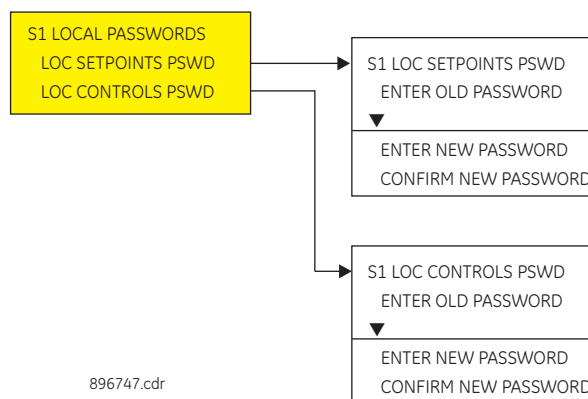 S1 LOCAL PASSWORDS
LOC SETPOINTS PSWD
LOC CONTROLS PSWD
S1 LOC SETPOINTS PSWD
ENTER OLD PASSWORD
ENTER NEW PASSWORD
CONFIRM NEW PASSWORD
S1 LOC CONTROLS PSWD
ENTER OLD PASSWORD
ENTER NEW PASSWORD
CONFIRM NEW PASSWORD
896747.cdr